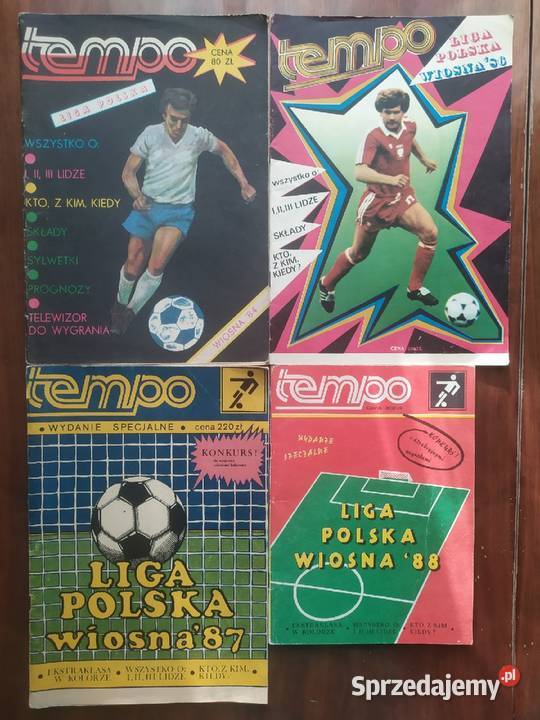 tempo
CENA
80 ZŁ
LIGA POLSKA
WSZYSTKO O:
I, II, III LIDZE
KTO, Z KIM, KIEDY
SKŁADY
SYLWETKI
PROGNOZY
TELEWIZOR
DO WYGRANIA
WIOSNA '84
tempo
LIGA
POLSKA
WIOSNA '86
wszystko o:
I, II, III LIDZE
SKŁADY
KTO,
Z KIM,
KIEDY?
CENA
tempo
WYDANIE SPECJALNE
cena 220 zł
KONKURS!
LIGA
POLSKA
wiosna '87
EKSTRAKLASA
W KOLORZE
WSZYSTKO O:
I, II, III LIDZE
KTO, Z KIM,
KIEDY?
tempo
WYDANIE
SPECJALNE
LIGA
POLSKA
WIOSNA '88
EKSTRAKLASA
W KOLORZE
WSZYSTKO O:
I, II, III LIDZE
KTO, Z KIM
KIEDY?
Sprzedajemy.pl